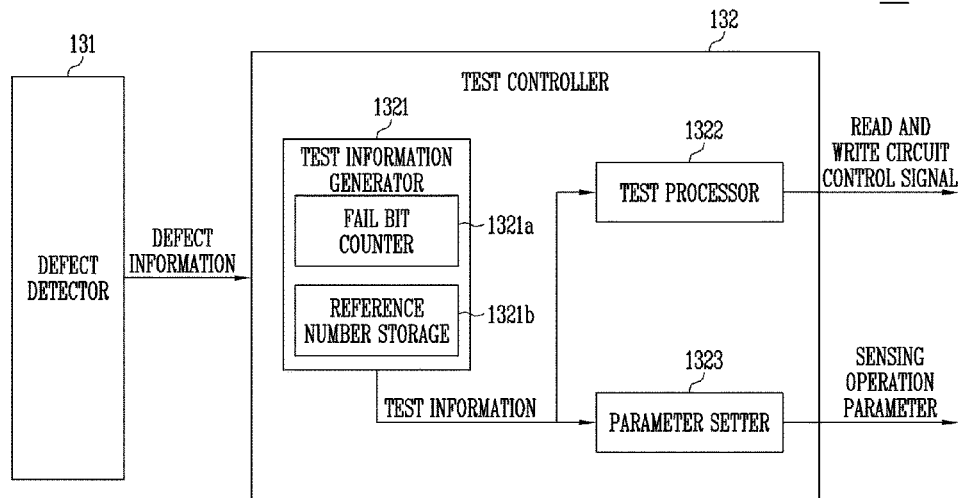 131
132
TEST CONTROLLER
1321
TEST INFORMATION
GENERATOR
FAIL BIT
COUNTER
1321a
REFERENCE
NUMBER STORAGE
1321b
DEFECT
DETECTOR
DEFECT
INFORMATION
TEST INFORMATION
1322
TEST PROCESSOR
READ AND
WRITE CIRCUIT
CONTROL SIGNAL
1323
PARAMETER SETTER
SENSING
OPERATION
PARAMETER